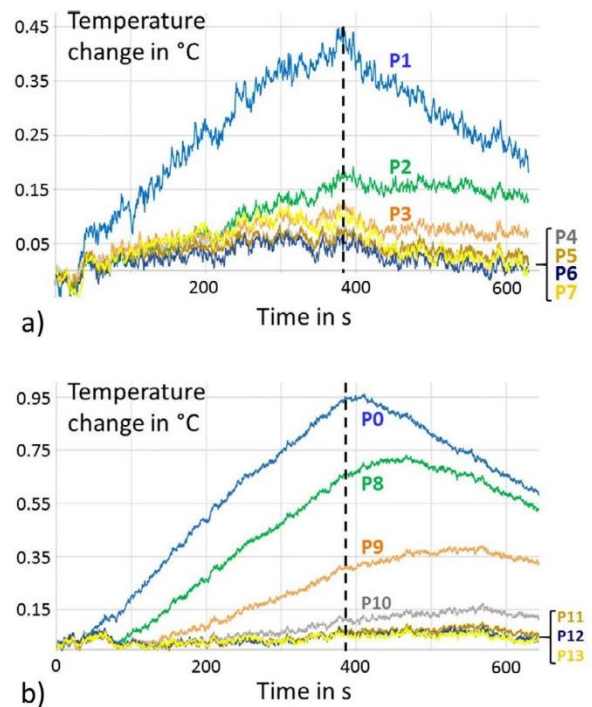 Temperature
change in °C
0.45
0.35
0.25
0.15
0.05
P1
P2
P3
P4
P5
P6
P7
200
400
600
Time in s
a)
Temperature
change in °C
0.95
0.75
0.55
0.35
0.15
P0
P8
P9
P10
P11
P12
P13
0
200
400
600
Time in s
b)